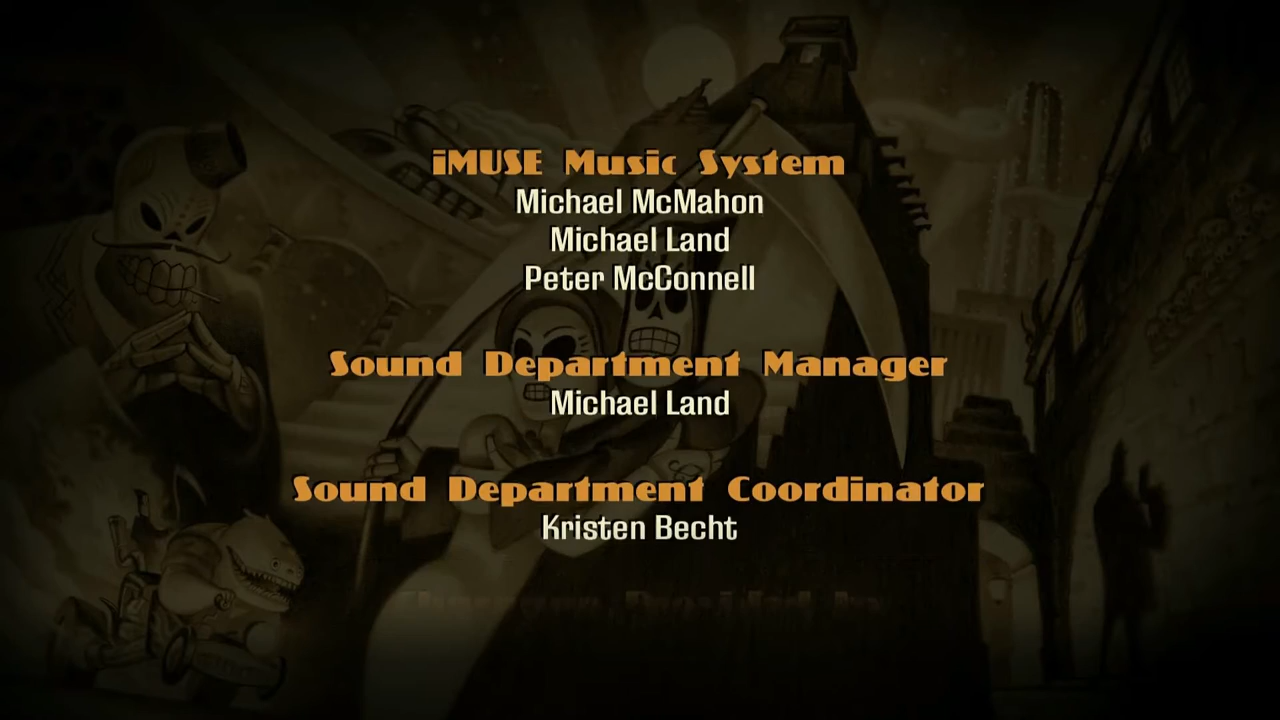 iMUSE Music System
Michael McMahon
Michael Land
Peter McConnell
Sound Department Manager
Michael Land
Sound Department Coordinator
Kristen Becht